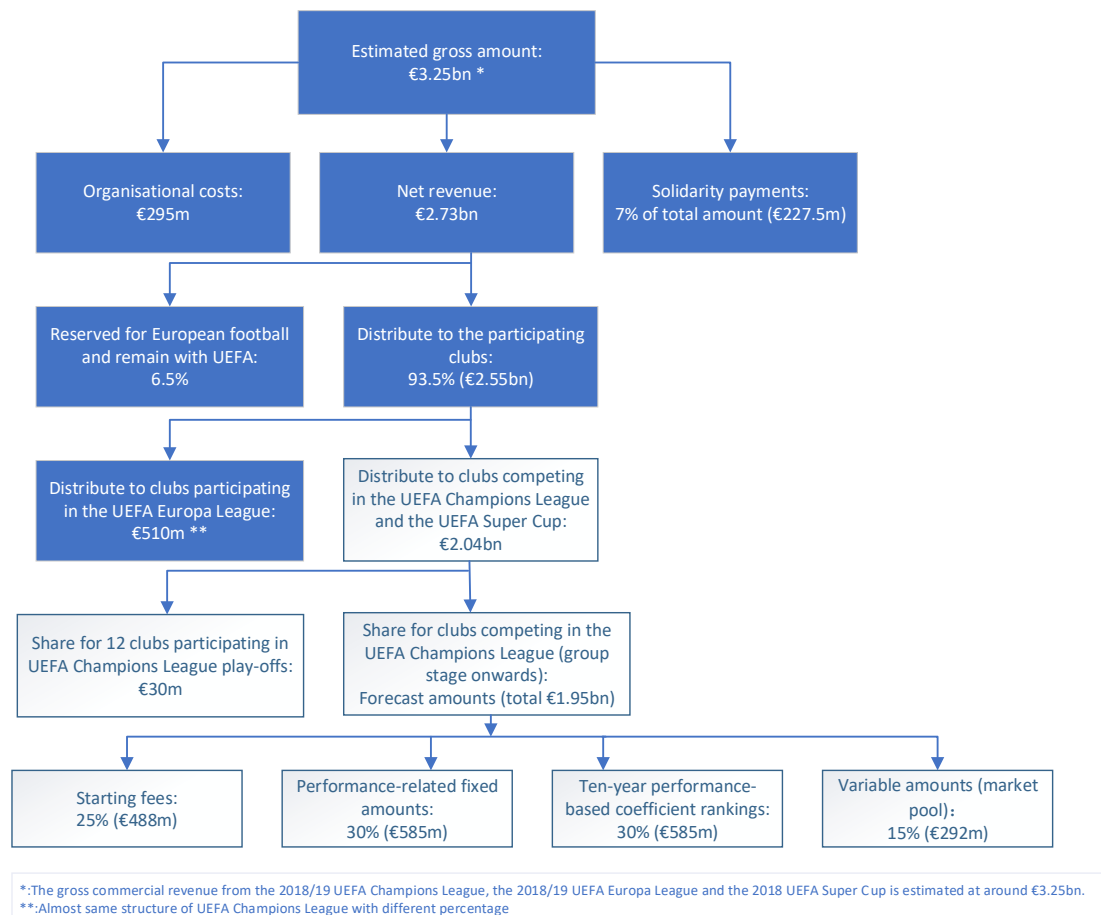 Estimated gross amount:
€3.25bn *
Organisational costs:
€295m
Net revenue:
€2.73bn
Solidarity payments:
7% of total amount (€227.5m)
Reserved for European football
and remain with UEFA:
6.5%
Distribute to the participating
clubs:
93.5% (€2.55bn)
Distribute to clubs participating
in the UEFA Europa League:
€510m **
Distribute to clubs competing
in the UEFA Champions League
and the UEFA Super Cup:
€2.04bn
Share for 12 clubs participating in
UEFA Champions League play-offs:
€30m
Share for clubs competing in the
UEFA Champions League (group
stage onwards):
Forecast amounts (total €1.95bn)
Starting fees:
25% (€488m)
Performance-related fixed
amounts:
30% (€585m)
Ten-year performance-
based coefficient rankings:
30% (€585m)
Variable amounts (market
pool)：
15% (€292m)
*:The gross commercial revenue from the 2018/19 UEFA Champions League, the 2018/19 UEFA Europa League and the 2018 UEFA Super Cup is estimated at around €3.25bn.
**:Almost same structure of UEFA Champions League with different percentage